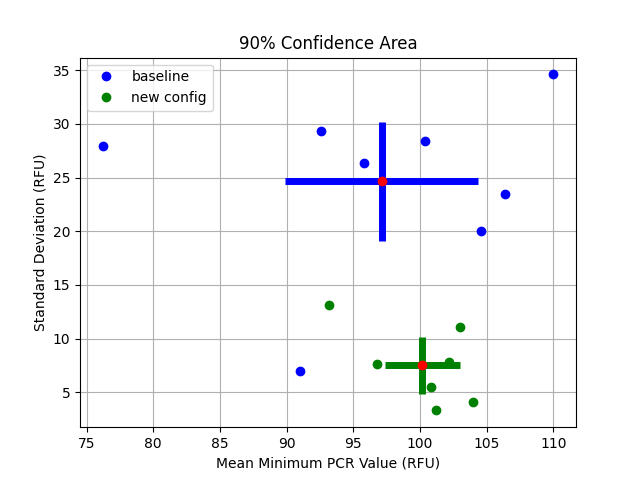 90% Confidence Area
baseline
new config
Standard Deviation (RFU)
35
30
25
20
15
10
5
75 80 85 90 95 100 105 110
Mean Minimum PCR Value (RFU)